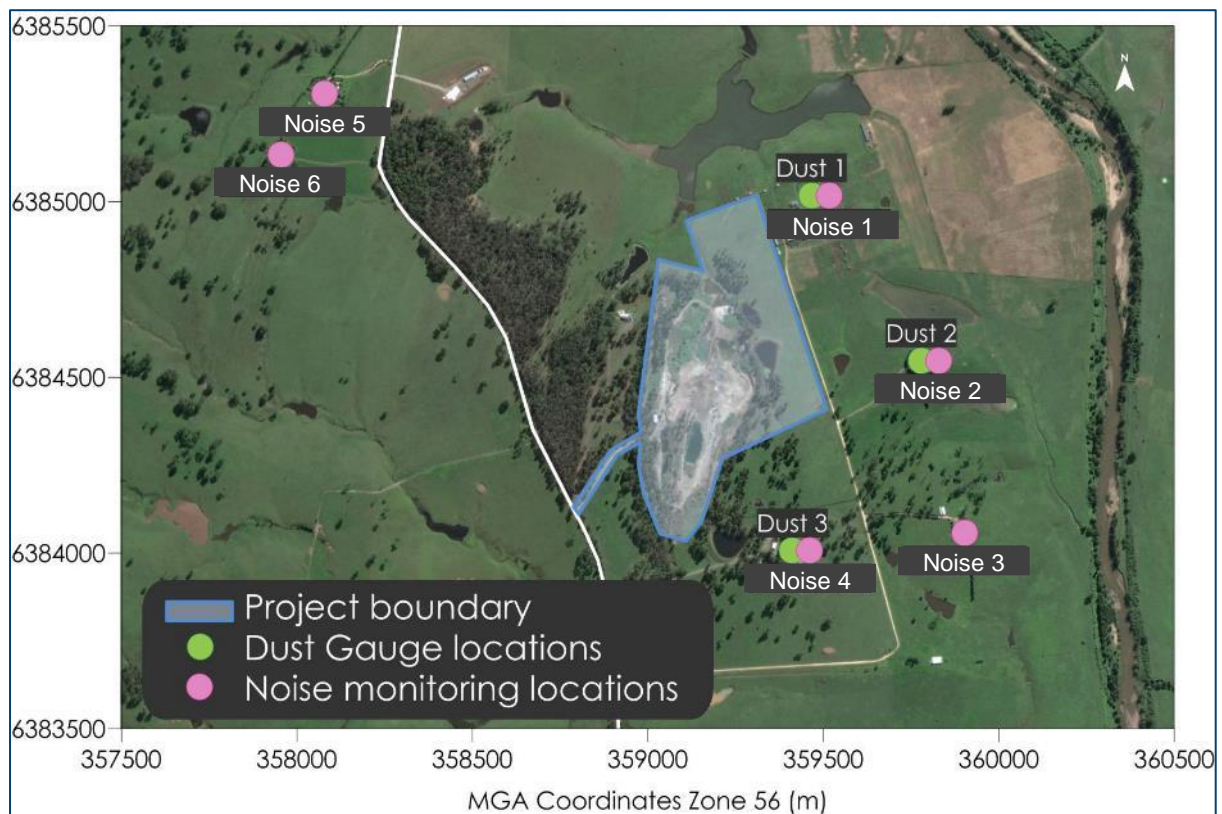 6385500
N
Noise 5
Dust 1
Noise 6
6385000
Noise 1
Dust 2
6384500
Noise 2
Dust 3
Noise 3
6384000
Noise 4
Project boundary
Dust Gauge locations
Noise monitoring locations
6383500
357500 358000 358500 359000 359500 360000 360500
MGA Coordinates Zone 56 (m)